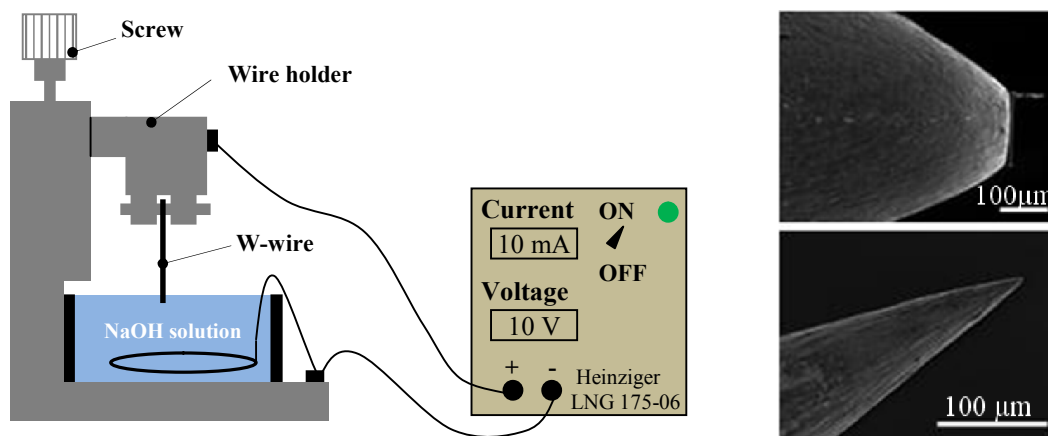 Screw
Wire holder
W-wire
NaOH solution
Current
ON
10 mA
OFF
Voltage
10 V
+
-
Heinziger
LNG 175-06
100μm
100 μm